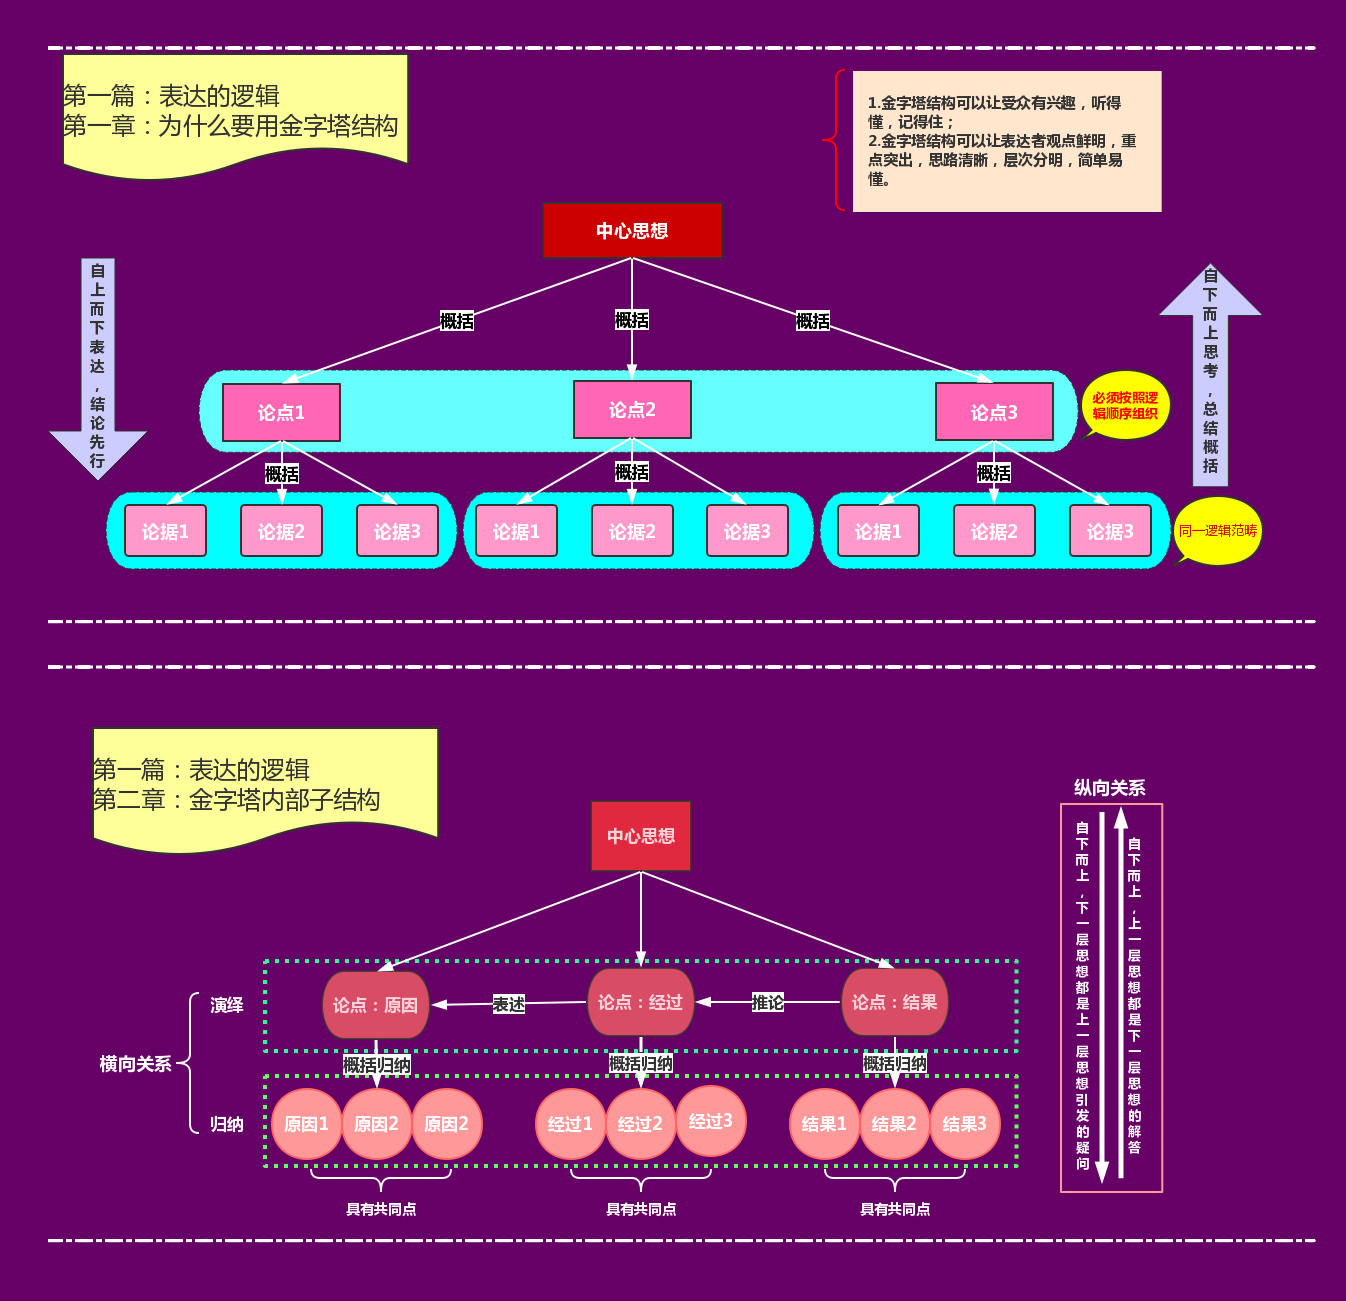 第一篇：表达的逻辑
第一章：为什么要用金字塔结构
1.金字塔结构可以让受众有兴趣，听得
懂，记得住；
2.金字塔结构可以让表达者观点鲜明，重
点突出，思路清晰，层次分明，简单易
懂。
中心思想
自上而下表达，结论先行
自下而上思考，总结概括
概括
概括
概括
论点1
论点2
论点3
必须按照逻
辑顺序组织
概括
概括
概括
论据1
论据2
论据3
论据1
论据2
论据3
论据1
论据2
论据3
同一逻辑范畴
第一篇：表达的逻辑
第二章：金字塔内部子结构
纵向关系
中心思想
自下而上，下一层思想都是上一层思想引发的疑问
自下而上，上一层思想都是下一层思想的解答
横向关系
演绎
论点：原因
表述
论点：经过
推论
论点：结果
概括归纳
概括归纳
概括归纳
归纳
原因1
原因2
原因2
经过1
经过2
经过3
结果1
结果2
结果3
具有共同点
具有共同点
具有共同点